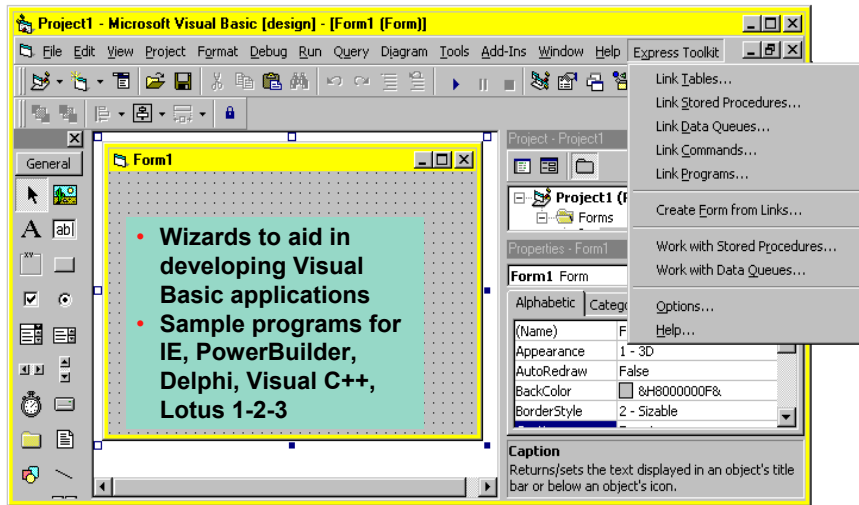 Project1 - Microsoft Visual Basic [design] - [Form1 (Form)]
File Edit View Project Format Debug Run Query Diagram Tools Add-Ins Window Help Express Toolkit
Link Tables...
Link Stored Procedures...
Link Data Queues...
Link Commands...
Link Programs...
Create Form from Links...
Work with Stored Procedures...
Work with Data Queues...
Options...
Help...
General
A
ab|
XY
Form1
• Wizards to aid in
developing Visual
Basic applications
• Sample programs for
IE, PowerBuilder,
Delphi, Visual C++,
Lotus 1-2-3
Project - Project1
Project1 (F
Forms
Properties - Form1
Form1 Form
Alphabetic Catego
(Name) F
Appearance 1 - 3D
AutoRedraw False
BackColor &H8000000F&
BorderStyle 2 - Sizable
Caption
Returns/sets the text displayed in an object's title
bar or below an object's icon.